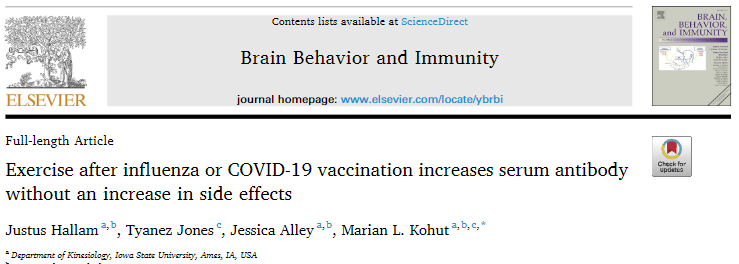 Contents lists available at ScienceDirect
Brain Behavior and Immunity
journal homepage: www.elsevier.com/locate/ybrbi
ELSEVIER
BRAIN,
BEHAVIOR,
and IMMUNITY
Check for
updates
Full-length Article
Exercise after influenza or COVID-19 vaccination increases serum antibody
without an increase in side effects
Justus Hallam a,b, Tyanez Jones c, Jessica Alley a,b, Marian L. Kohut a,b,c,*
a Department of Kinesiology, Iowa State University, Ames, IA, USA